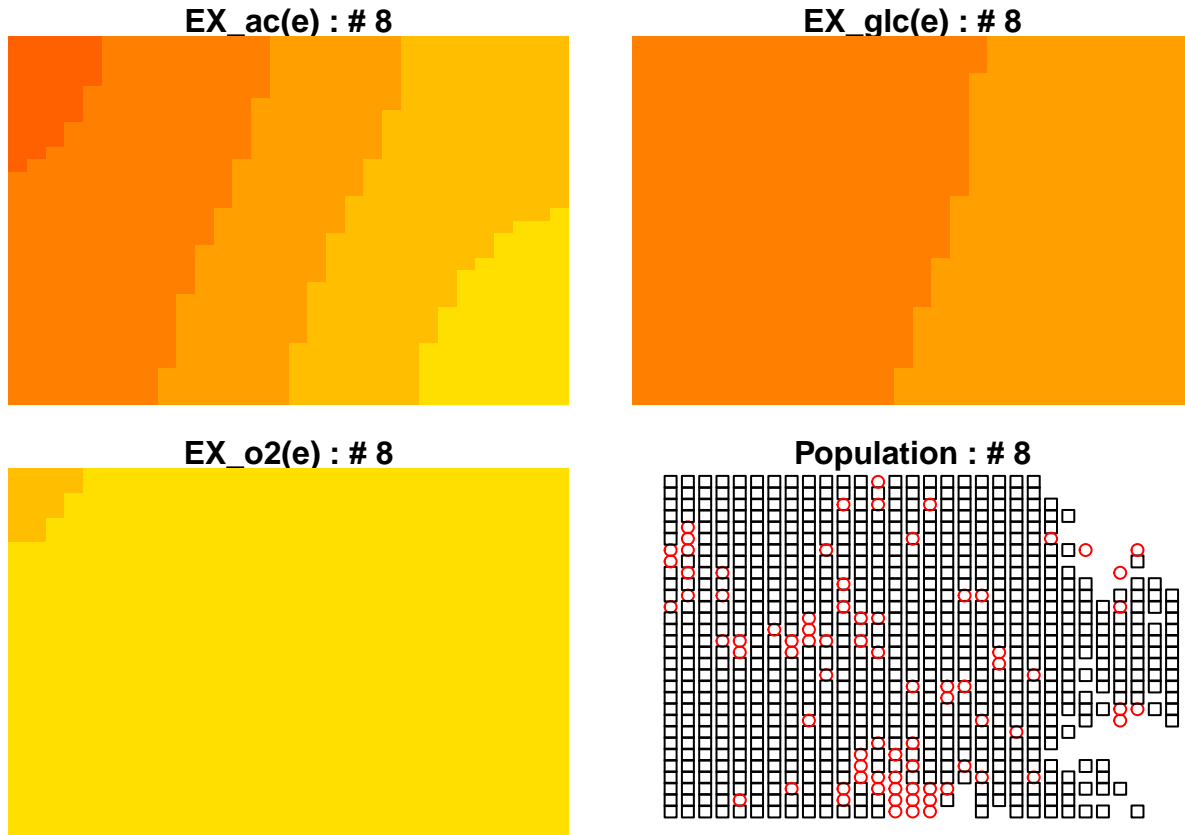 EX_ac(e) : # 8
EX_glc(e) : # 8
EX_o2(e) : # 8
Population : # 8